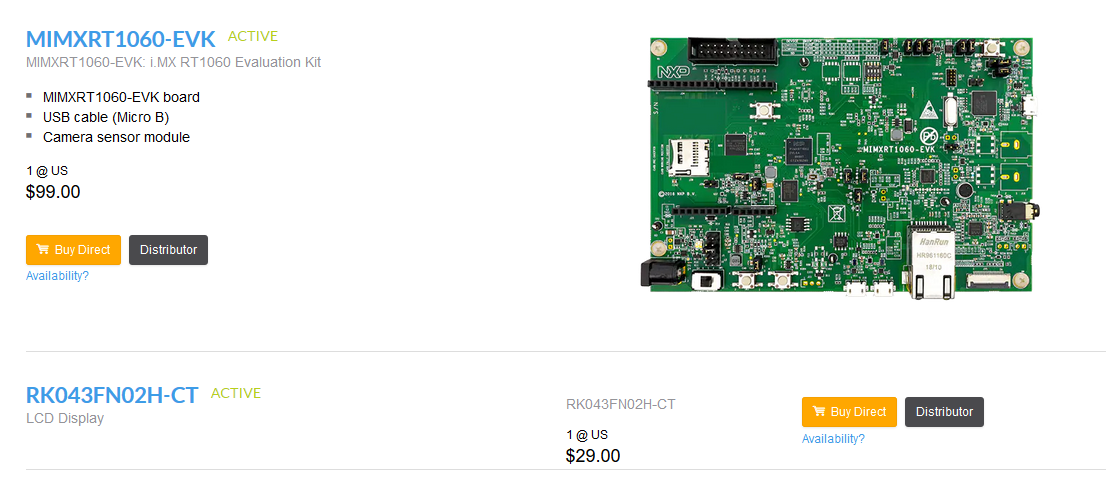 MIMXRT1060-EVK ACTIVE
MIMXRT1060-EVK: i.MX RT1060 Evaluation Kit
MIMXRT1060-EVK board
USB cable (Micro B)
Camera sensor module
1 @ US
$99.00
Buy Direct Distributor
Availability?
NXP
S/N
MIMXRT1060-EVK
HanRun
HR961160C
18/10
RK043FN02H-CT ACTIVE
LCD Display
RK043FN02H-CT
1 @ US
$29.00
Buy Direct Distributor
Availability?